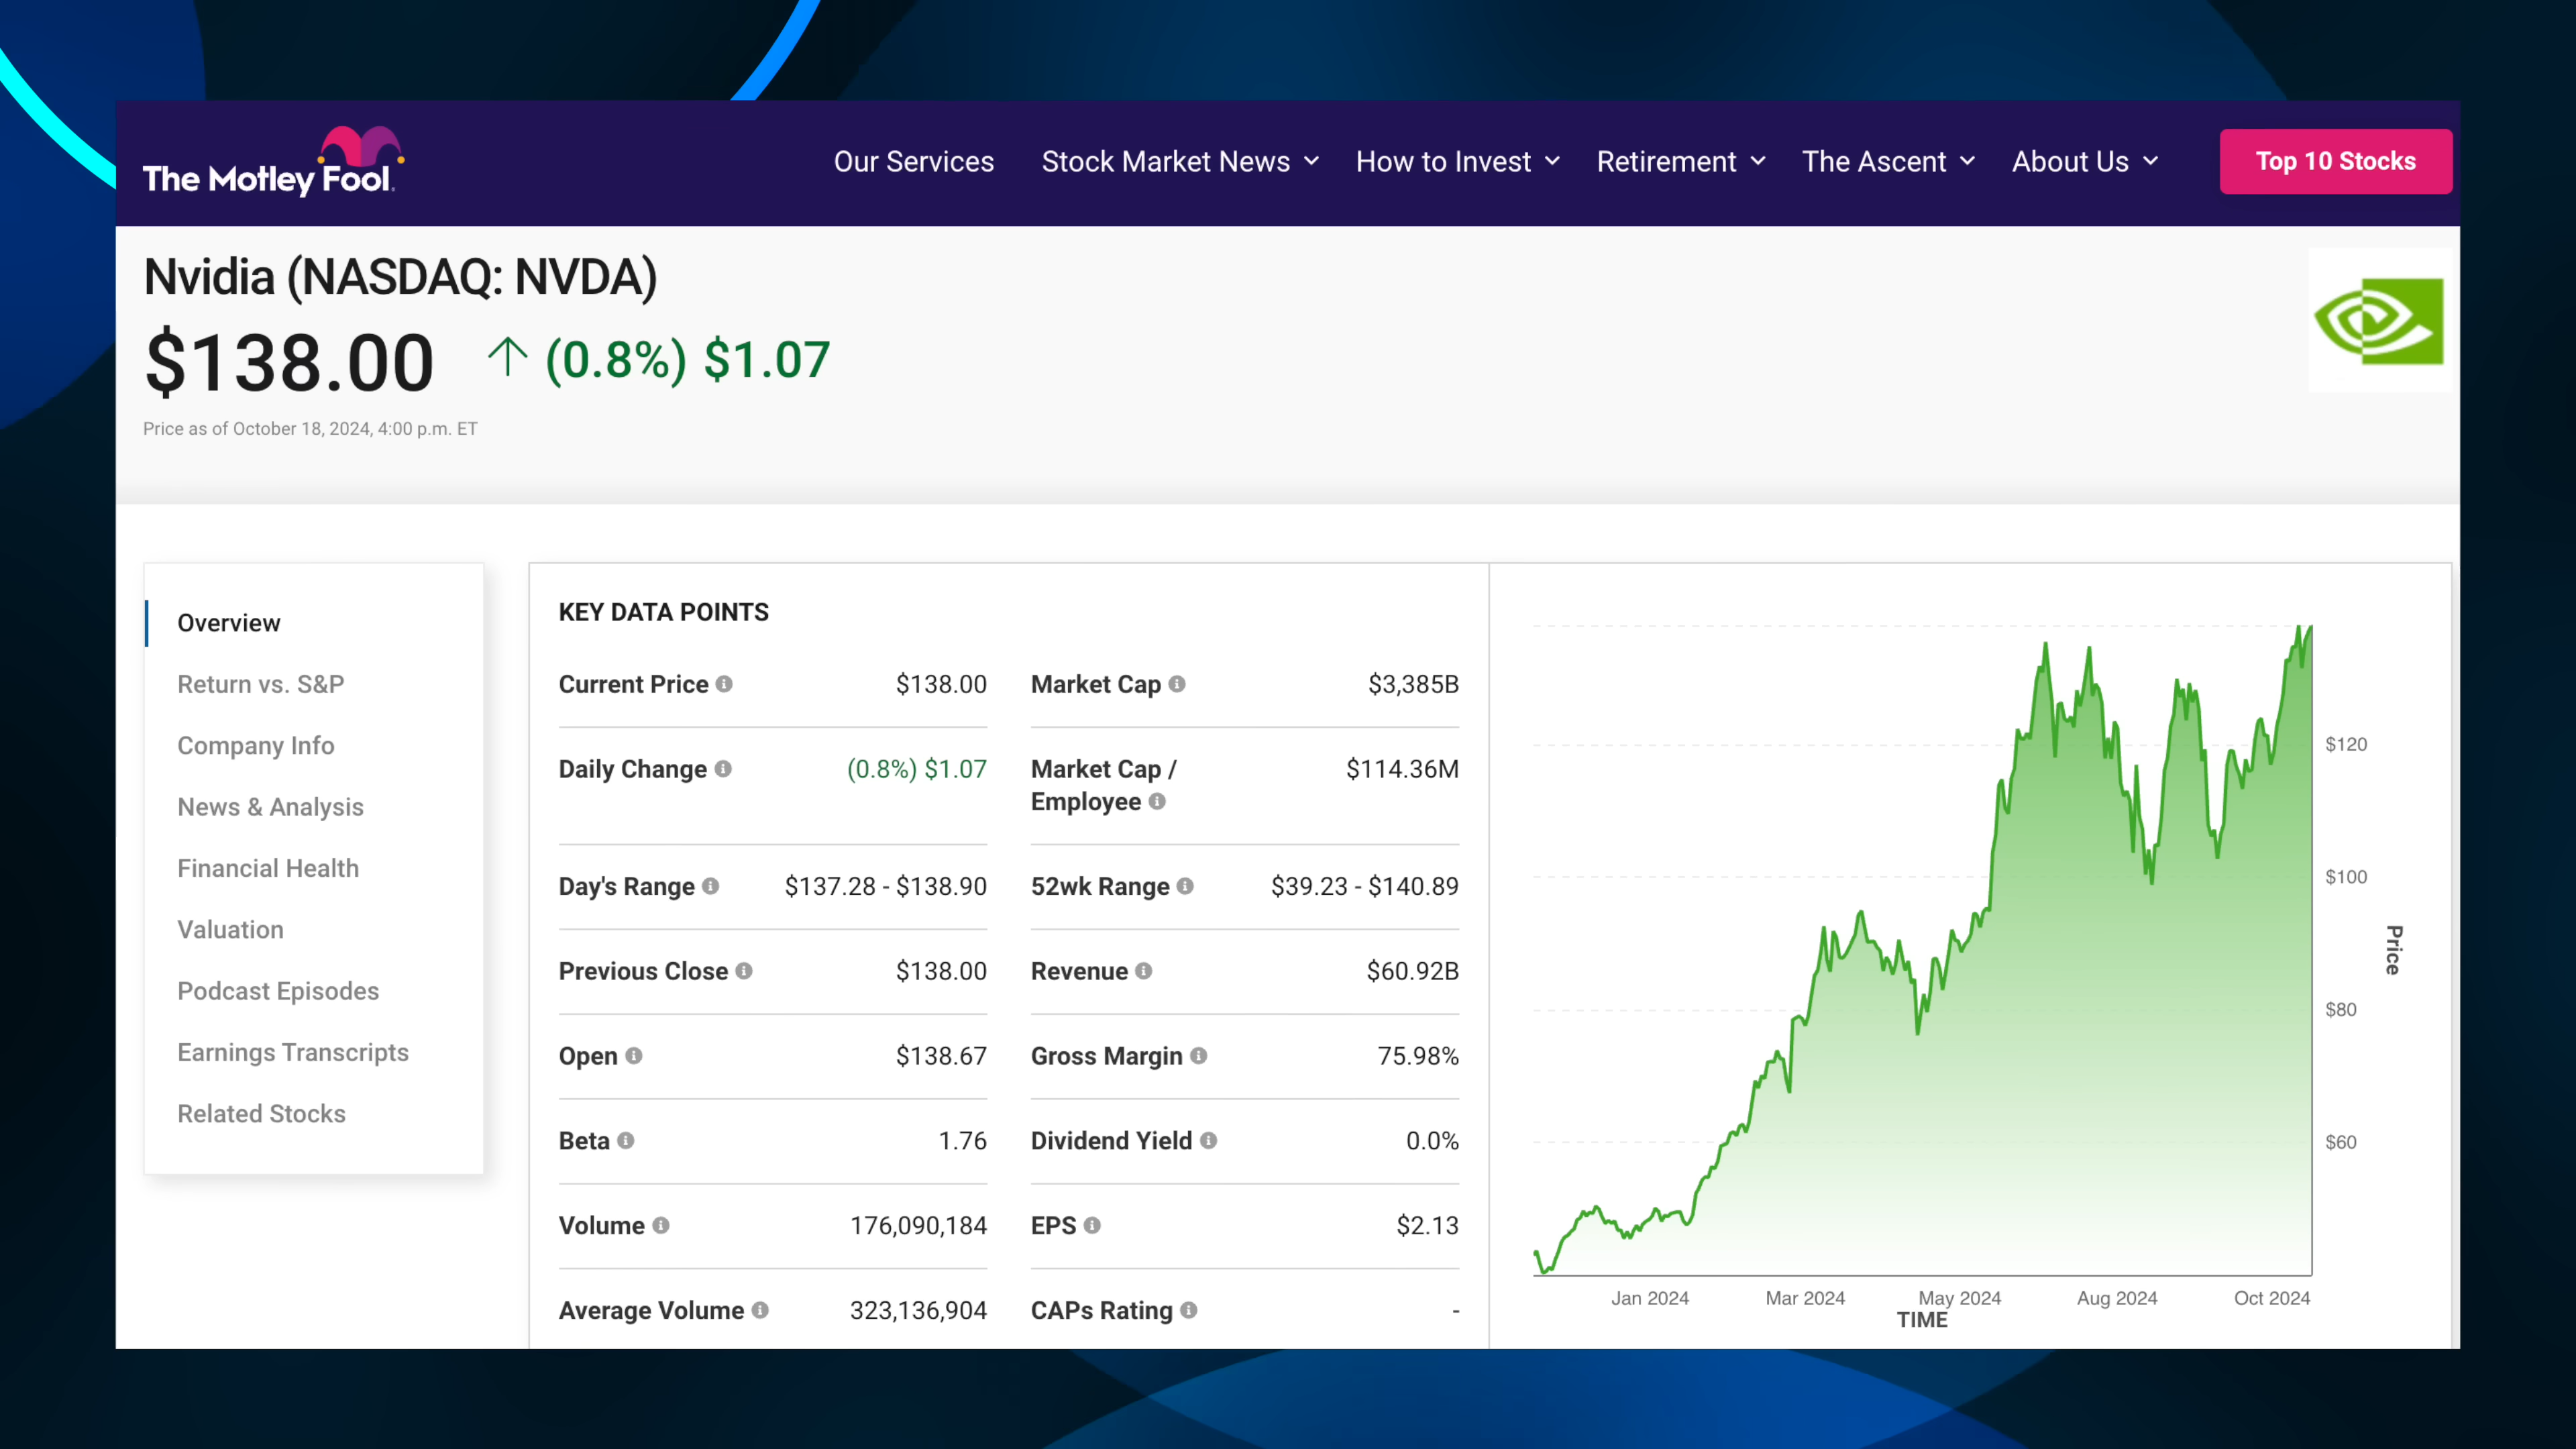 The Motley Fool.
Our Services
Stock Market News
How to Invest
Retirement
The Ascent
About Us
Top 10 Stocks
Nvidia (NASDAQ: NVDA)
$138.00 ↑ (0.8%) $1.07
Price as of October 18, 2024, 4:00 p.m. ET
Overview
Return vs. S&P
Company Info
News & Analysis
Financial Health
Valuation
Podcast Episodes
Earnings Transcripts
Related Stocks
KEY DATA POINTS
Current Price $138.00
Daily Change (0.8%) $1.07
Day's Range $137.28 - $138.90
Previous Close $138.00
Open $138.67
Beta 1.76
Volume 176,090,184
Average Volume 323,136,904
Market Cap $3,385B
Market Cap / $114.36M
Employee
52wk Range $39.23 - $140.89
Revenue $60.92B
Gross Margin 75.98%
Dividend Yield 0.0%
EPS $2.13
CAPs Rating -
$120
$100
$80
$60
Price
Jan 2024 Mar 2024 May 2024 Aug 2024 Oct 2024
TIME